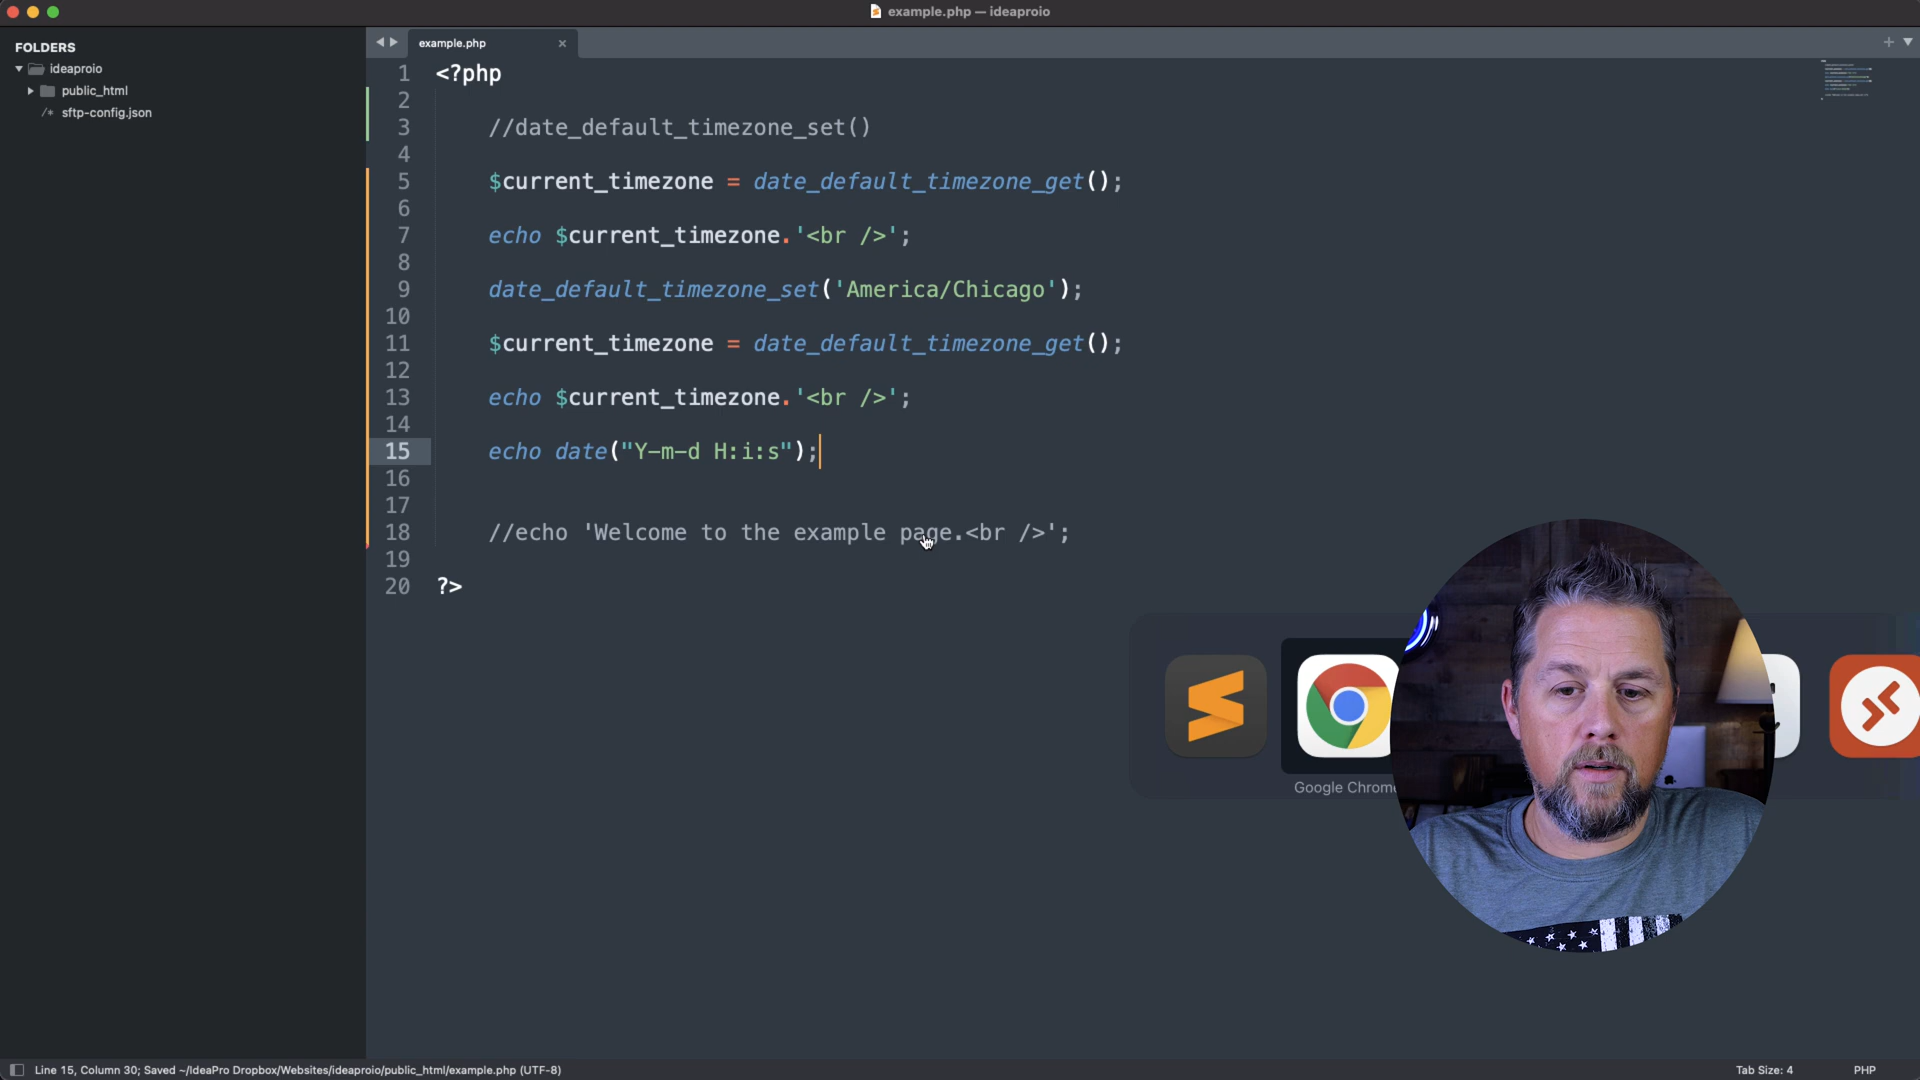 example.php — ideaproio
FOLDERS
ideaproio
public_html
/* sftp-config.json
example.php
1 <?php
2
3 //date_default_timezone_set()
4
5 $current_timezone = date_default_timezone_get();
6
7 echo $current_timezone.'<br />';
8
9 date_default_timezone_set('America/Chicago');
10
11 $current_timezone = date_default_timezone_get();
12
13 echo $current_timezone.'<br />';
14
15 echo date("Y-m-d H:i:s");
16
17
18 //echo 'Welcome to the example page.<br />';
19
20 ?>
Google Chrome
Line 15, Column 30; Saved ~/IdeaPro Dropbox/Websites/ideaproio/public_html/example.php (UTF-8)
Tab Size: 4
PHP